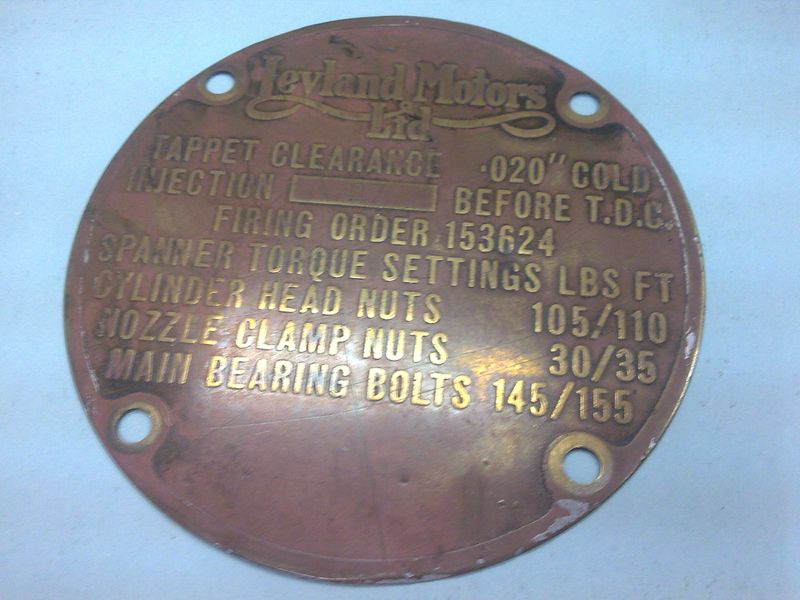 Leyland Motors
Ltd
TAPPET CLEARANCE .020" COLD
INJECTION BEFORE T.D.C.
FIRING ORDER 153624
SPANNER TORQUE SETTINGS LBS FT
CYLINDER HEAD NUTS 105/110
NOZZLE CLAMP NUTS 30/35
MAIN BEARING BOLTS 145/155